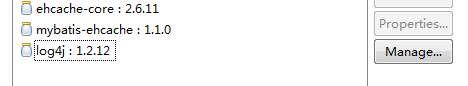 ehcache-core : 2.6.11
mybatis-ehcache : 1.1.0
log4j : 1.2.12
Properties...
Manage...